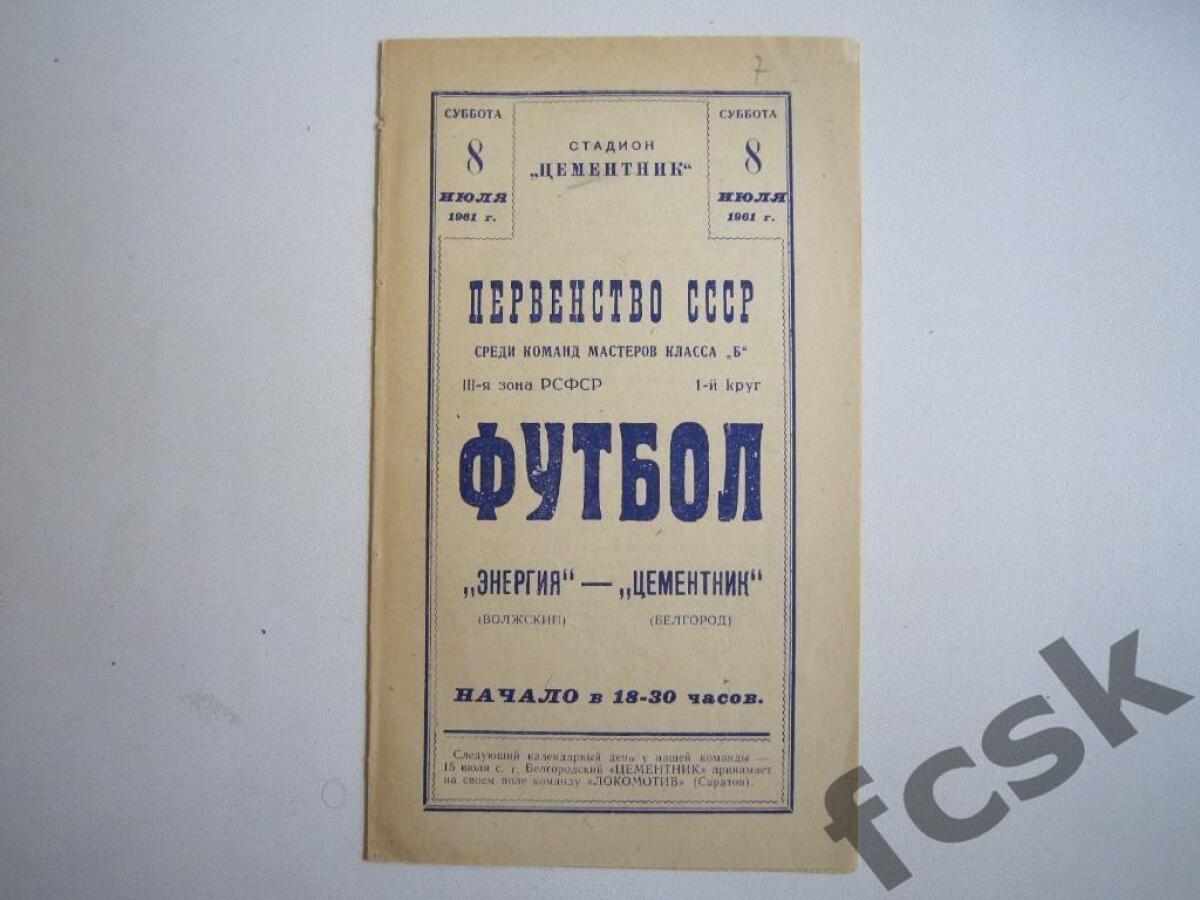 7
СУББОТА
8
ИЮЛЯ
1961 г.
СТАДИОН
„ЦЕМЕНТНИК“
СУББОТА
8
ИЮЛЯ
1961 г.
ПЕРВЕНСТВО СССР
СРЕДИ КОМАНД МАСТЕРОВ КЛАССА „Б“
III-я зона РСФСР 1-й круг
ФУТБОЛ
„ЭНЕРГИЯ“ — „ЦЕМЕНТНИК“
(ВОЛЖСКИЙ) (БЕЛГОРОД)
НАЧАЛО в 18-30 часов.
Следующий календарный день у нашей команды —
15 июля с. г. Белгородский «ЦЕМЕНТНИК» принимает
на своем поле команду «ЛОКОМОТИВ» (Саратов).
fcsk